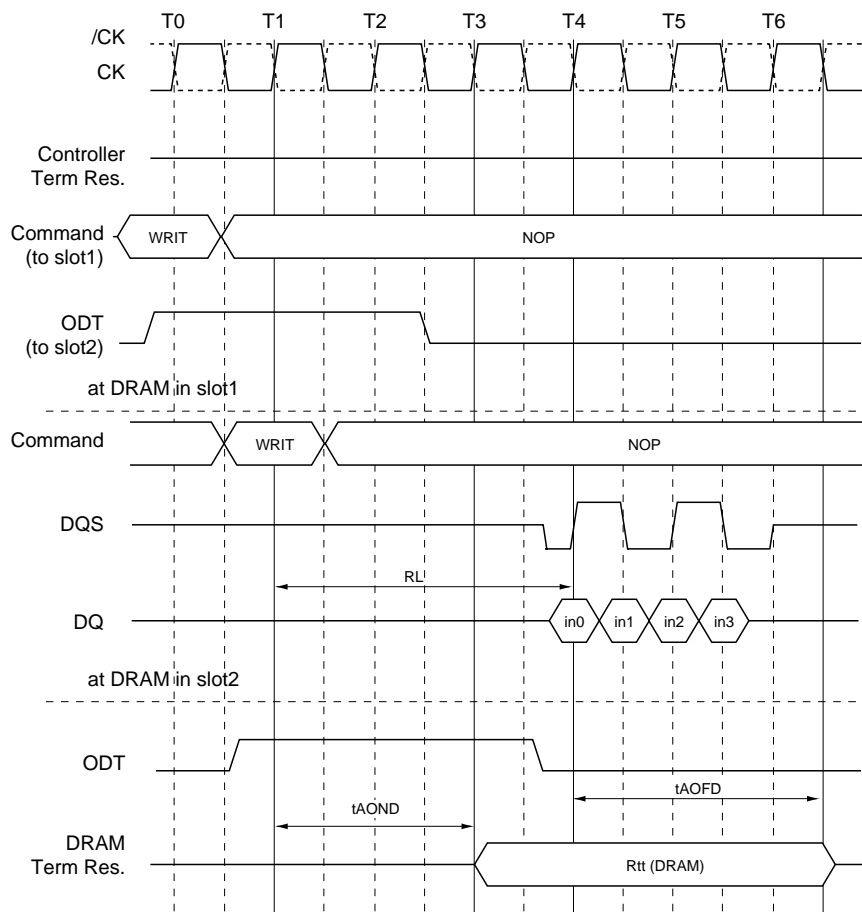 T0 T1 T2 T3 T4 T5 T6
/CK
CK
Controller
Term Res.
Command
(to slot1)
WRIT NOP
ODT
(to slot2)
at DRAM in slot1
Command WRIT NOP
DQS
RL
DQ in0 in1 in2 in3
at DRAM in slot2
ODT
tAOND tAOFD
DRAM
Term Res.
Rtt (DRAM)